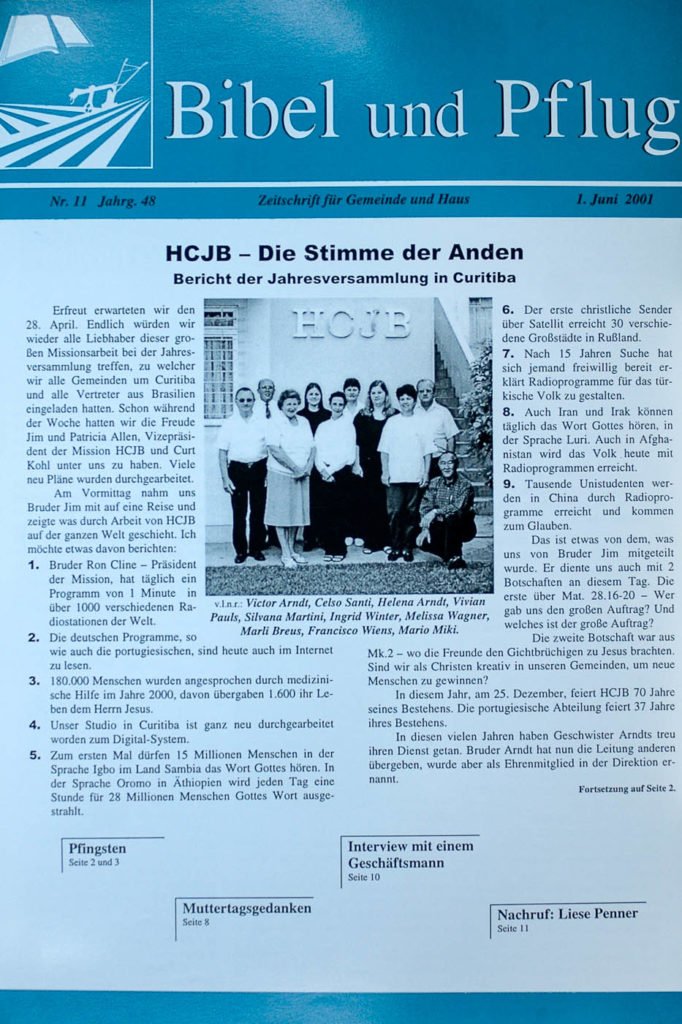 Bibel und Pflug
Nr. 11 Jahrg. 48
Zeitschrift für Gemeinde und Haus
1. Juni 2001
HCJB – Die Stimme der Anden
Bericht der Jahresversammlung in Curitiba
Erfreut erwarteten wir den
28. April. Endlich würden wir
wieder alle Liebhaber dieser gro-
ßen Missionsarbeit bei der Jahres-
versammlung treffen, zu welcher
wir alle Gemeinden um Curitiba
und alle Vertreter aus Brasilien
eingeladen hatten. Schon während
der Woche hatten wir die Freude
Jim und Patricia Allen, Vizepräsi-
dent der Mission HCJB und Curt
Kohl unter uns zu haben. Viele
neu Pläne wurden durchgearbeitet.
Am Vormittag nahm uns
Bruder Jim mit auf eine Reise und
zeigte was durch Arbeit von HCJB
auf der ganzen Welt geschieht. Ich
möchte etwas davon berichten:
1. Bruder Ron Cline – Präsident
der Mission, hat täglich ein
Programm von 1 Minute in
über 1000 verschiedenen Ra-
diostationen der Welt.
2. Die deutschen Programme, so
wie auch die portugiesischen, sind heute auch im Internet
zu lesen.
3. 180.000 Menschen wurden angesprochen durch medizini-
sche Hilfe im Jahre 2000, davon übergaben 1.600 ihr Le-
ben dem Herrn Jesus.
4. Unser Studio in Curitiba ist ganz neu durchgearbeitet
worden zum Digital-System.
5. Zum ersten Mal dürfen 15 Millionen Menschen in der
Sprache Igbo im Land Sambia das Wort Gottes hören. In
der Sprache Oromo in Äthiopien wird jeden Tag eine
Stunde für 28 Millionen Menschen Gottes Wort ausge-
strahlt.
HCJB
v.l.n.r.: Victor Arndt, Celso Santi, Helena Arndt, Vivian
Pauls, Silvana Martini, Ingrid Winter, Melissa Wagner,
Marli Breus, Francisco Wiens, Mario Miki.
6. Der erste christliche Sender
über Satellit erreicht 30 verschie-
dene Großstädte in Rußland.
7. Nach 15 Jahren Suche hat
sich jemand freiwillig bereit er-
klärt Radioprogramme für das tür-
kische Volk zu gestalten.
8. Auch Iran und Irak können
täglich das Wort Gottes hören, in
der Sprache Luri. Auch in Afgha-
nistan wird das Volk heute mit
Radioprogrammen erreicht.
9. Tausende Unistudenten wer-
den in China durch Radiopro-
gramme erreicht und kommen
zum Glauben.
Das ist etwas von dem, was
uns von Bruder Jim mitgeteilt
wurde. Er diente uns auch mit 2
Botschaften an diesem Tag. Die
erste über Mat. 28.16-20 – Wer
gab uns den großen Auftrag? Und
welches ist der große Auftrag?
Die zweite Botschaft war aus
Mk.2 – wo die Freunde den Gichtbrüchigen zu Jesus brachten.
Sind wir als Christen kreativ in unseren Gemeinden, um neue
Menschen zu gewinnen?
In diesem Jahr, am 25. Dezember, feiert HCJB 70 Jahre
seines Bestehens. Die portugiesische Abteilung feiert 37 Jahre
ihres Bestehens.
In diesen vielen Jahren haben Geschwister Arndts treu
ihren Dienst getan. Bruder Arndt hat nun die Leitung anderen
übergeben, wurde aber als Ehrenmitglied in der Direktion er-
nannt.
Fortsetzung auf Seite 2.
Pfingsten
Seite 2 und 3
Interview mit einem
Geschäftsmann
Seite 10
Muttertagsgedanken
Seite 8
Nachruf: Liese Penner
Seite 11